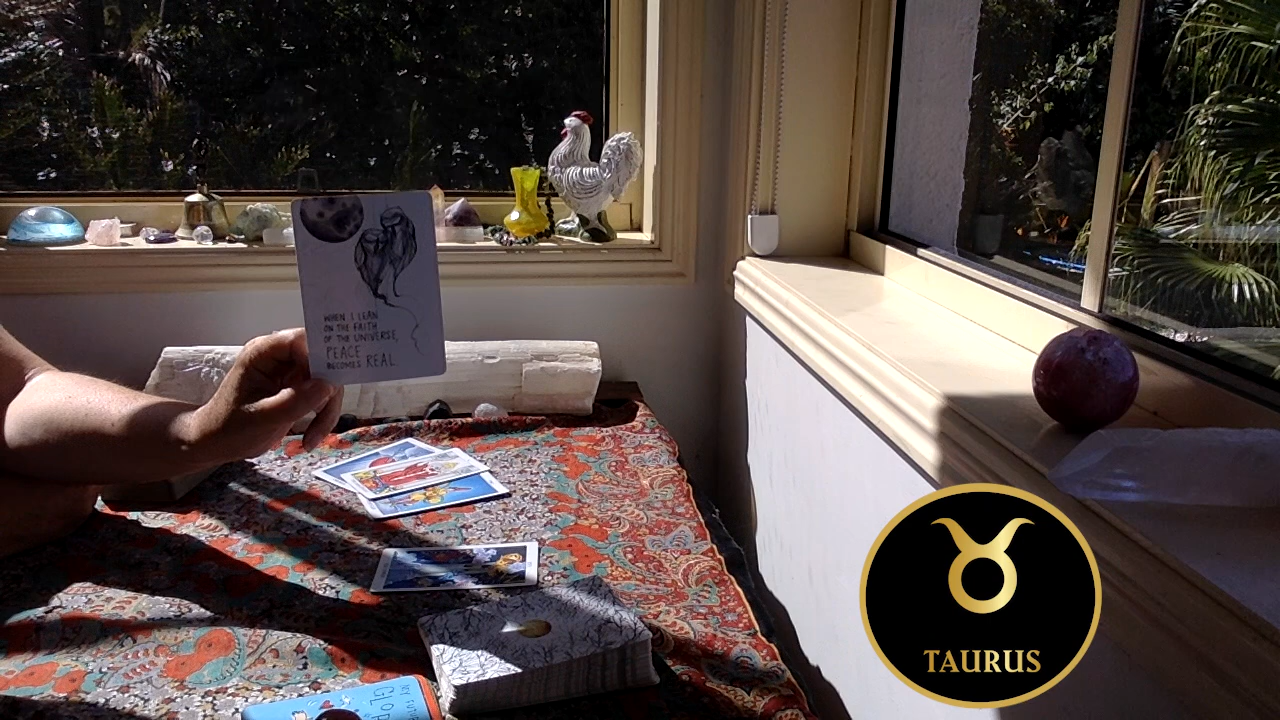 WHEN I LEAN
ON THE FAITH
OF THE UNIVERSE,
PEACE
BECOMES REAL
TAURUS